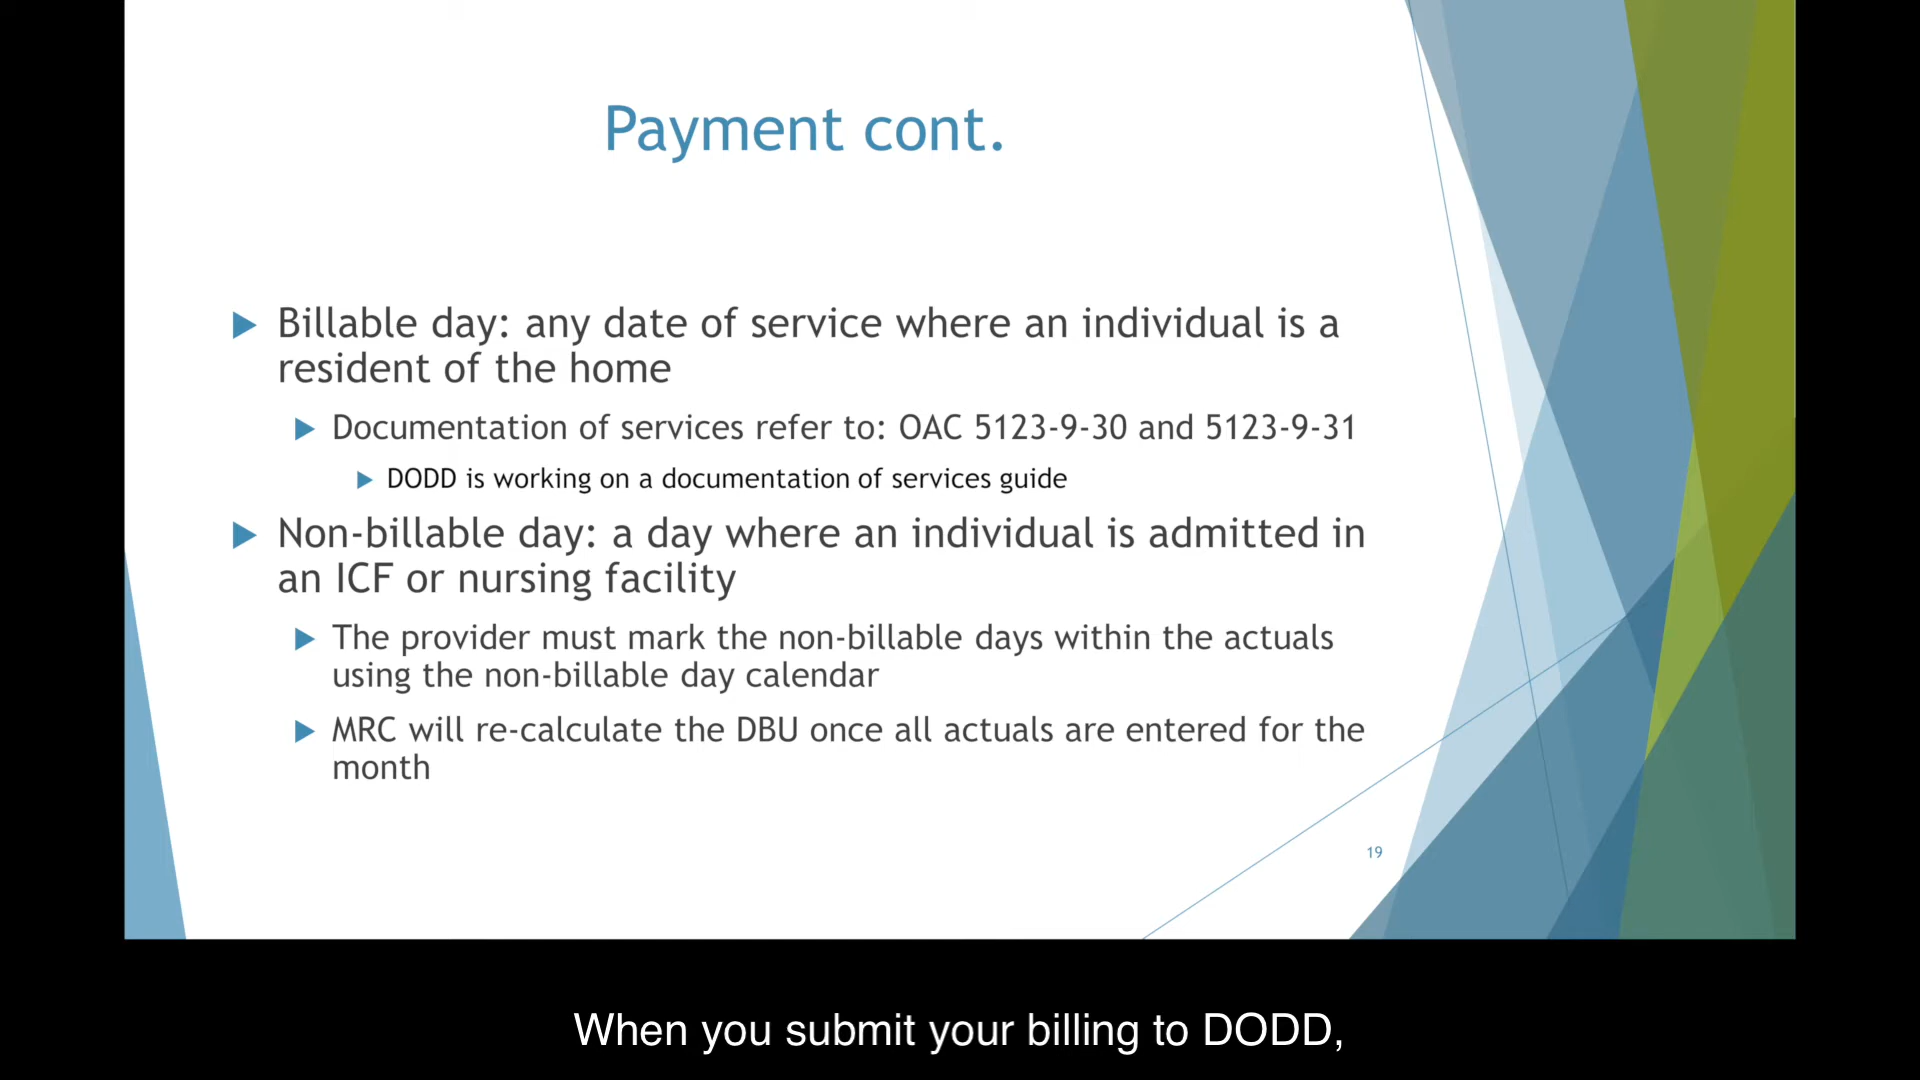 Payment cont.
Billable day: any date of service where an individual is a
resident of the home
Documentation of services refer to: OAC 5123-9-30 and 5123-9-31
DODD is working on a documentation of services guide
Non-billable day: a day where an individual is admitted in
an ICF or nursing facility
The provider must mark the non-billable days within the actuals
using the non-billable day calendar
MRC will re-calculate the DBU once all actuals are entered for the
month
19
When you submit your billing to DODD,